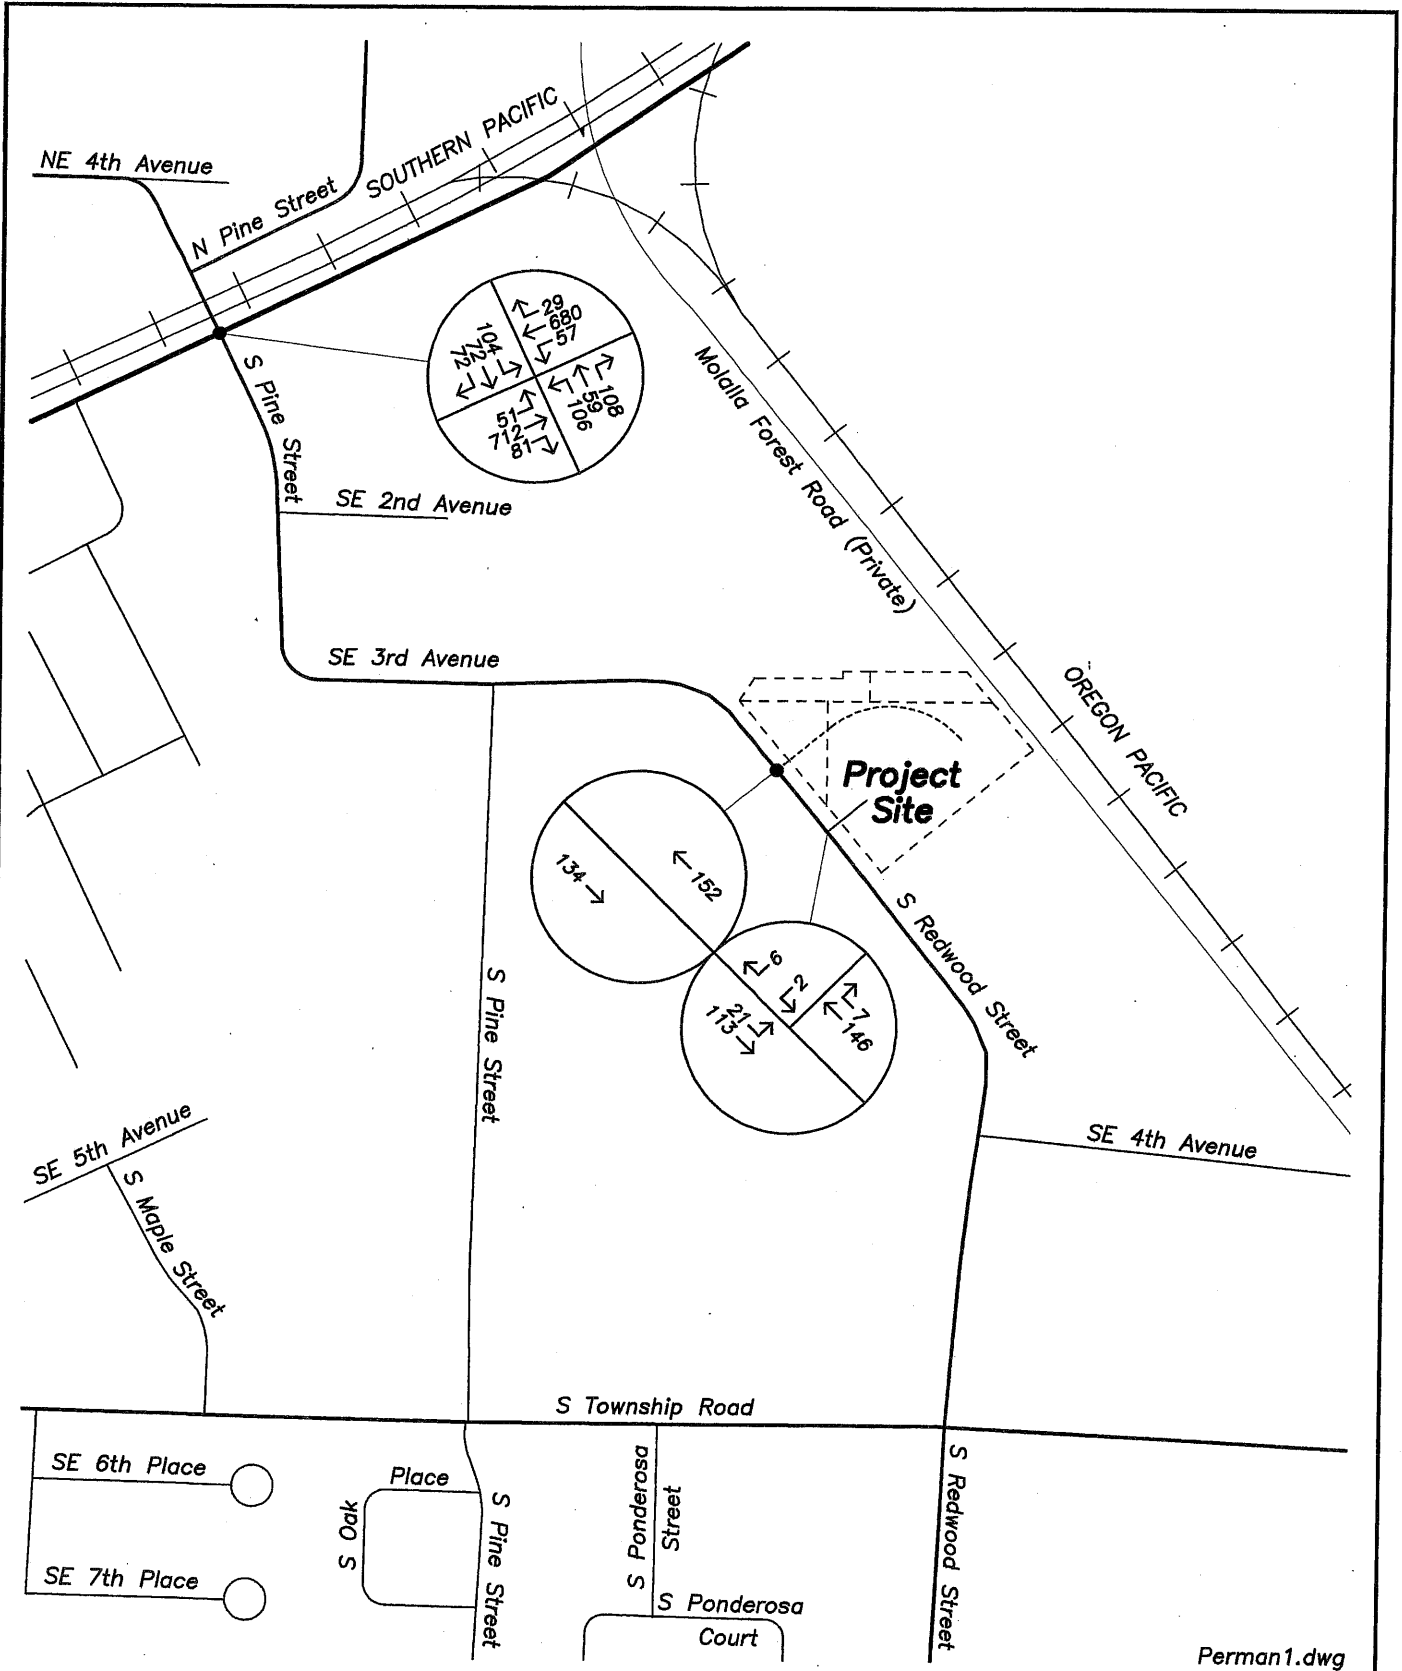 NE 4th Avenue
N Pine Street
SOUTHERN PACIFIC
29
680
57
104
72
72
108
59
106
51
712
81
S Pine Street
SE 2nd Avenue
Molalla Forest Road (Private)
SE 3rd Avenue
OREGON PACIFIC
Project
Site
134
152
6
2
21
113
7
146
S Redwood Street
S Pine Street
SE 4th Avenue
SE 5th Avenue
S Maple Street
S Township Road
SE 6th Place
Place
S Oak
S Pine Street
S Ponderosa
Street
S Redwood Street
SE 7th Place
S Ponderosa
Court
Perman1.dwg